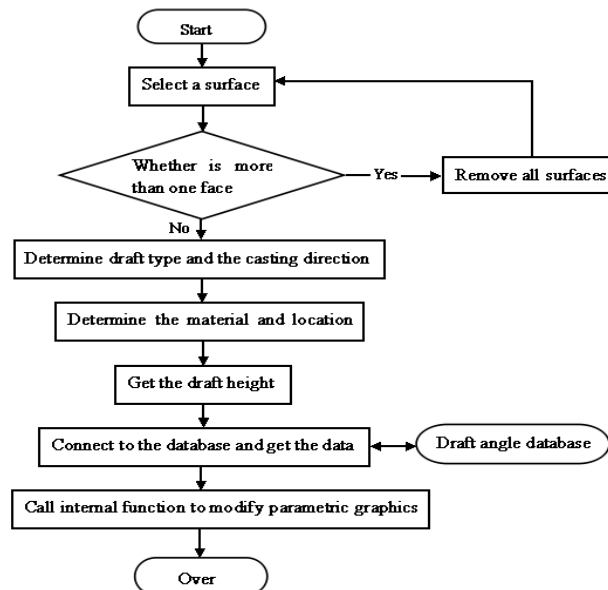 Start
Select a surface
Whether is more
than one face
Yes
Remove all surfaces
No
Determine draft type and the casting direction
Determine the material and location
Get the draft height
Connect to the database and get the data
Draft angle database
Call internal function to modify parametric graphics
Over